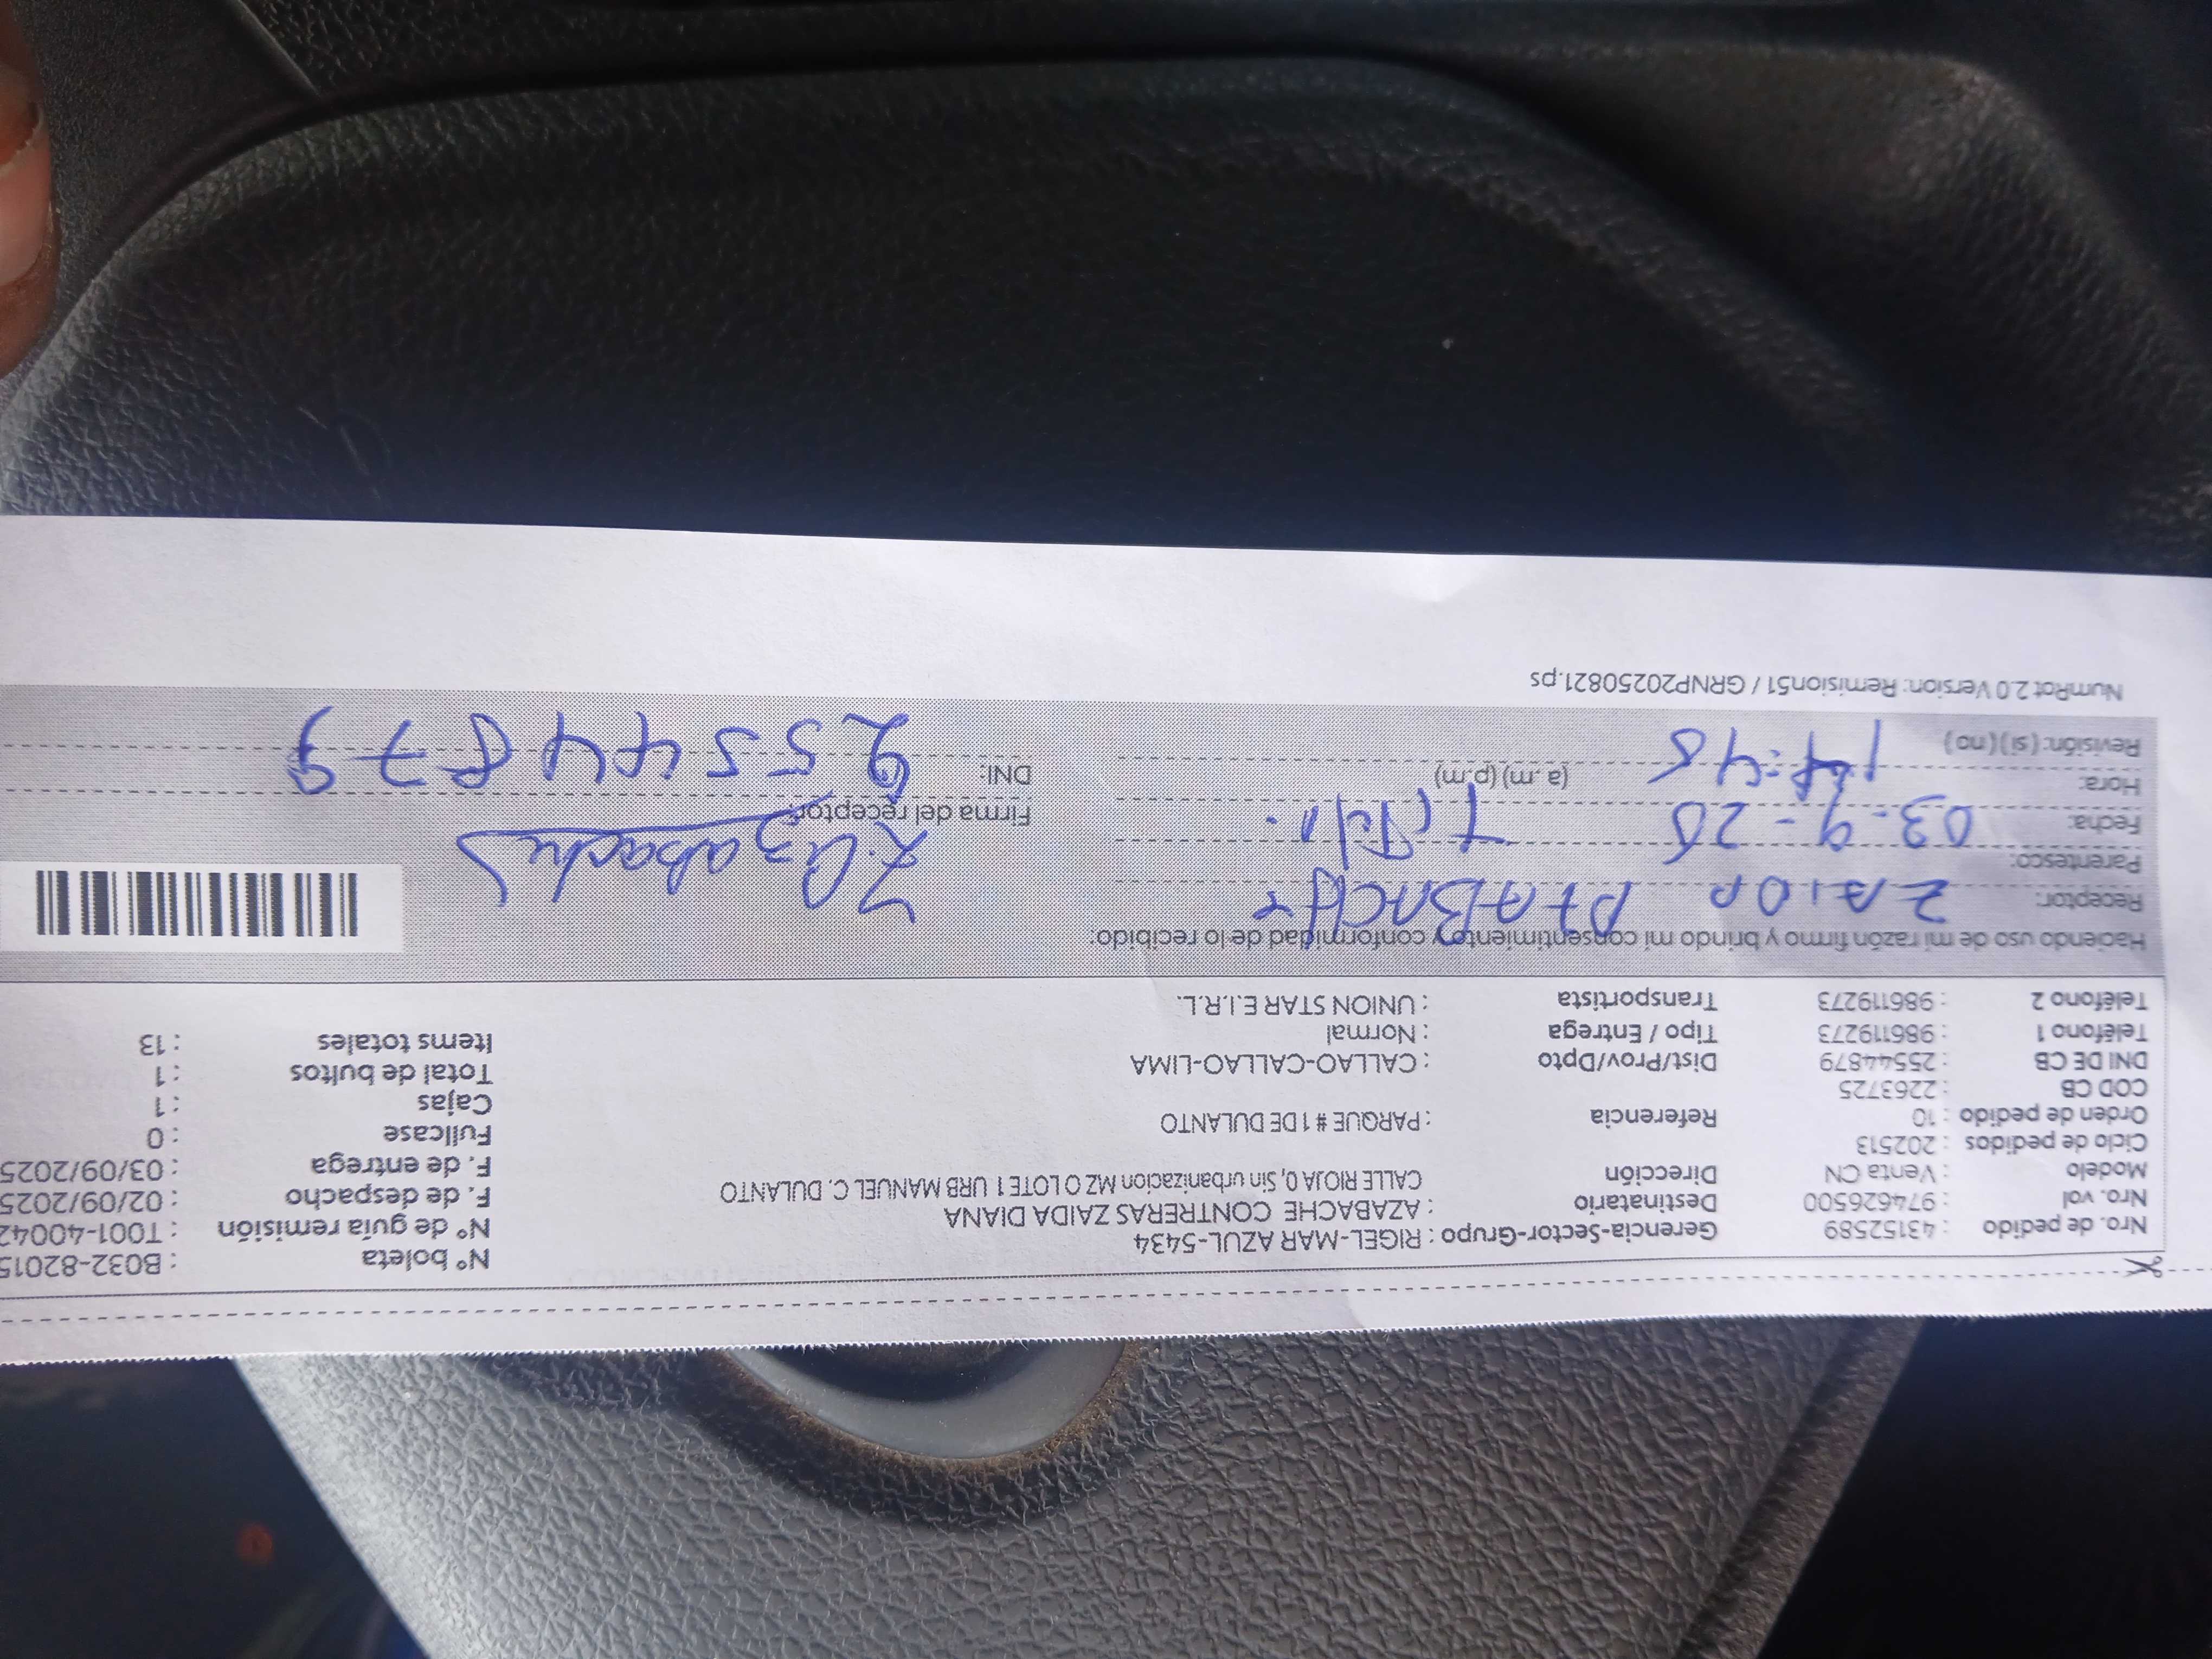 Nro. de pedido : 43152589 Gerencia-Sector-Grupo : RIGEL-MAR AZUL-5434 N° boleta : B032-82015
Nro. vol : 974626500 Destinatario : AZABACHE CONTRERAS ZAIDA DIANA N° de guía remisión : T001-40042
Modelo : Venta CN Dirección CALLE RIOJA 0, Sin urbanizacion MZ O LOTE 1 URB MANUEL C. DULANTO F. de despacho : 02/09/2025
Ciclo de pedidos : 202513 F. de entrega : 03/09/2025
Orden de pedido : 10 Referencia : PARQUE # 1 DE DULANTO Fullcase : 0
COD CB : 2263725 Cajas : 1
DNI DE CB : 25544879 Dist/Prov/Dpto : CALLAO-CALLAO-LIMA Total de bultos : 1
Teléfono 1 : 986119273 Tipo / Entrega : Normal Items totales : 13
Teléfono 2 : 986119273 Transportista : UNION STAR E.I.R.L.
Haciendo uso de mi razón firmo y brindo mi consentimiento y conformidad de lo recibido:
Receptor: ZAIDA AZABACHE
Parentesco: Titular Z. Azabache
Fecha: 03-9-25 Firma del receptor:
Hora: 14:45 (a. m) (p.m) DNI: 25544879
Revisión: (si) (no)
NumRot 2.0 Version: Remision51 / GRNP20250821.ps